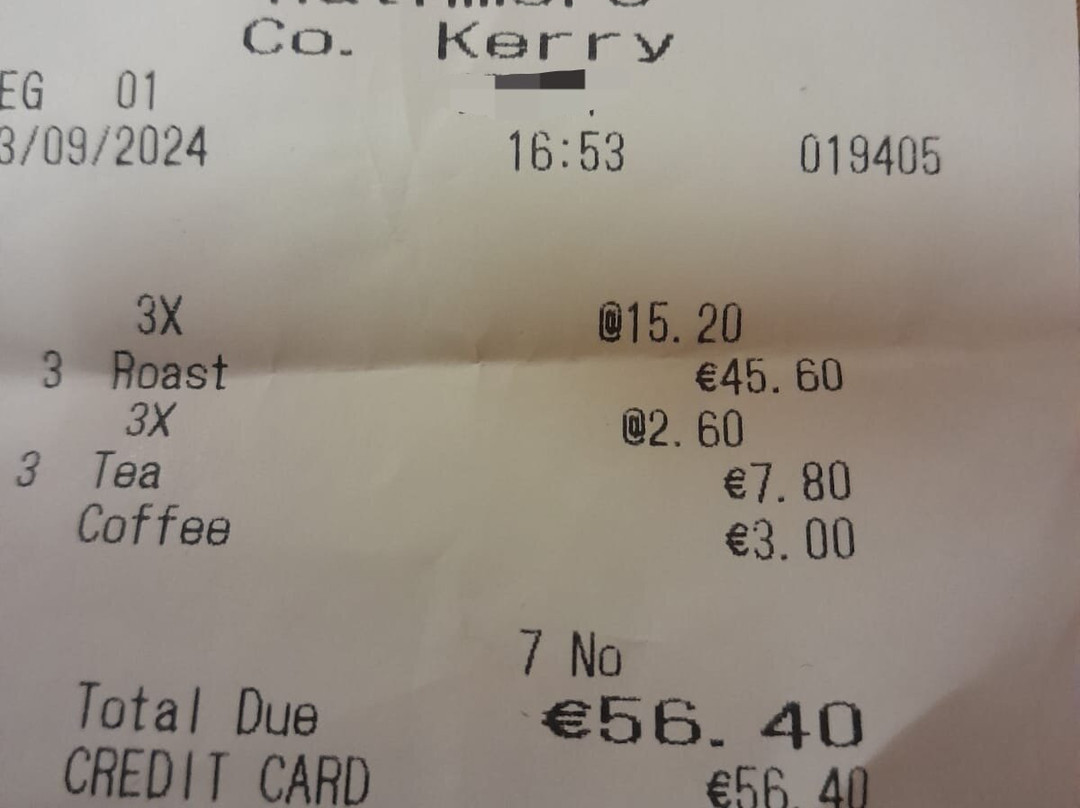 Co. Kerry
EG 01
3/09/2024 16:53 019405
3X @15.20
3 Roast €45.60
3X @2.60
3 Tea €7.80
Coffee €3.00
7 No
Total Due €56.40
CREDIT CARD €56.40